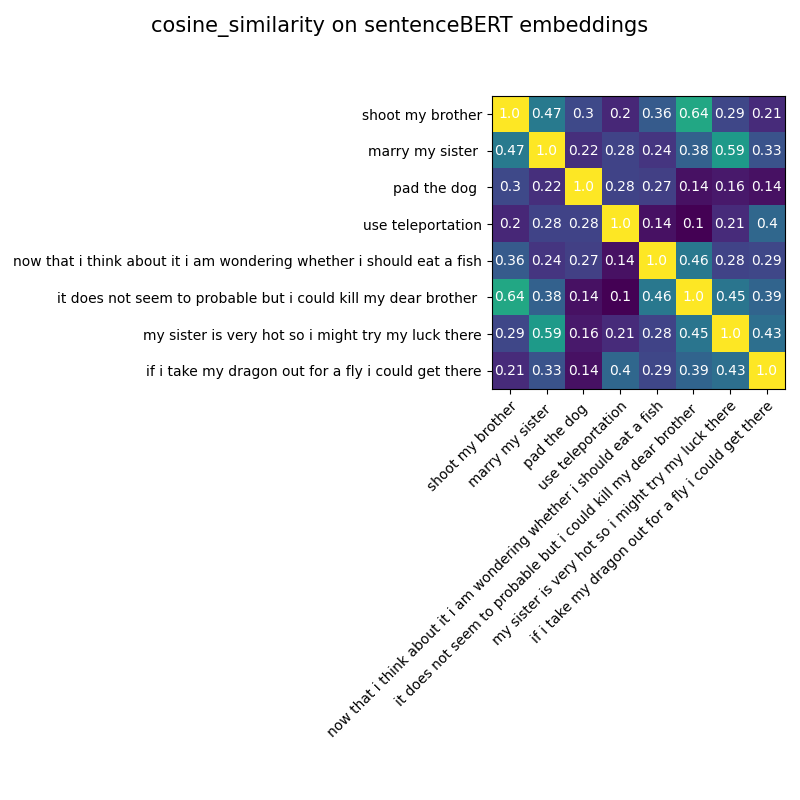 cosine_similarity on sentenceBERT embeddings
shoot my brother 1.0 0.47 0.3 0.2 0.36 0.64 0.29 0.21
marry my sister 0.47 1.0 0.22 0.28 0.24 0.38 0.59 0.33
pad the dog 0.3 0.22 1.0 0.28 0.27 0.14 0.16 0.14
use teleportation 0.2 0.28 0.28 1.0 0.14 0.1 0.21 0.4
now that i think about it i am wondering whether i should eat a fish 0.36 0.24 0.27 0.14 1.0 0.46 0.28 0.29
it does not seem to probable but i could kill my dear brother 0.64 0.38 0.14 0.1 0.46 1.0 0.45 0.39
my sister is very hot so i might try my luck there 0.29 0.59 0.16 0.21 0.28 0.45 1.0 0.43
if i take my dragon out for a fly i could get there 0.21 0.33 0.14 0.4 0.29 0.39 0.43 1.0
shoot my brother
marry my sister
pad the dog
use teleportation
now that i think about it i am wondering whether i should eat a fish
it does not seem to probable but i could kill my dear brother
my sister is very hot so i might try my luck there
if i take my dragon out for a fly i could get there